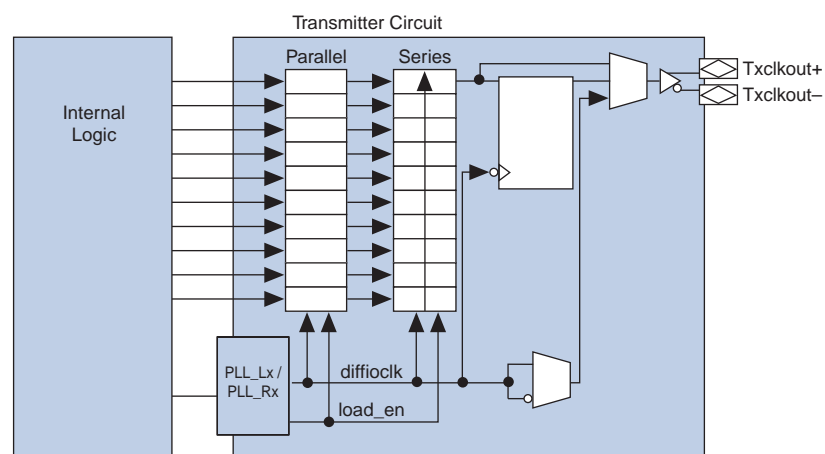 Transmitter Circuit
Parallel
Series
Txclkout+
Txclkout–
Internal
Logic
PLL_Lx /
PLL_Rx
diffioclk
load_en